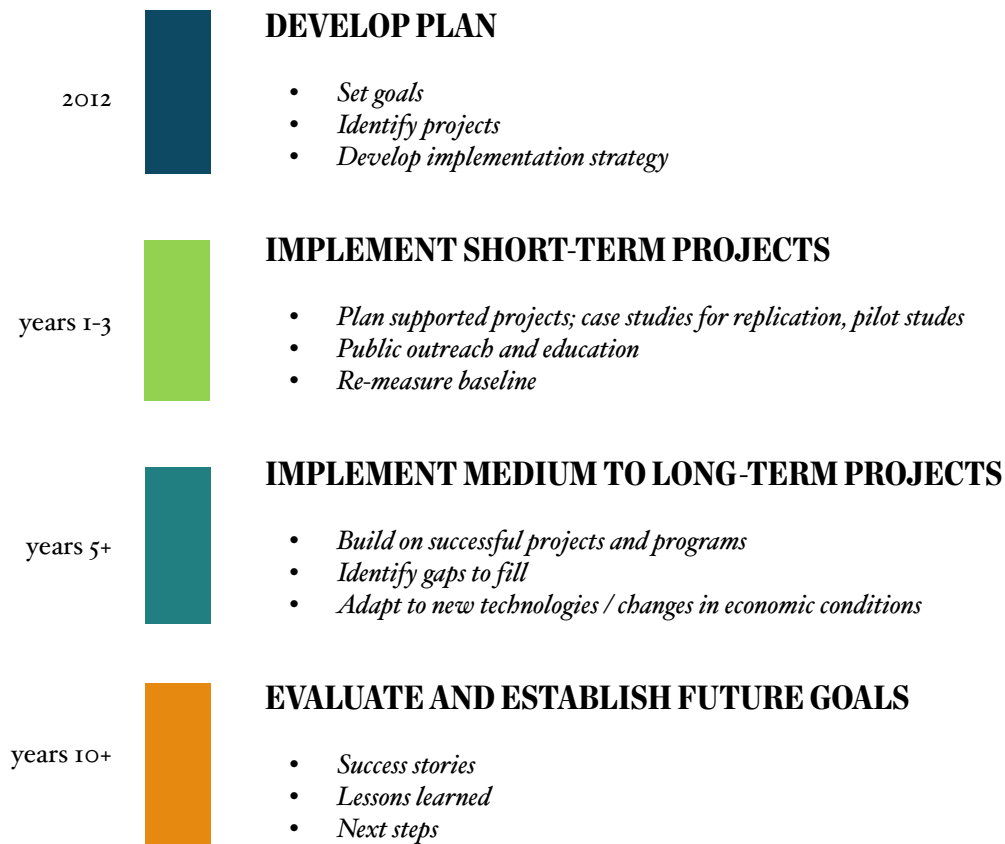 DEVELOP PLAN
2012
• Set goals
• Identify projects
• Develop implementation strategy
IMPLEMENT SHORT-TERM PROJECTS
years 1-3
• Plan supported projects; case studies for replication, pilot studes
• Public outreach and education
• Re-measure baseline
IMPLEMENT MEDIUM TO LONG-TERM PROJECTS
years 5+
• Build on successful projects and programs
• Identify gaps to fill
• Adapt to new technologies / changes in economic conditions
EVALUATE AND ESTABLISH FUTURE GOALS
years 10+
• Success stories
• Lessons learned
• Next steps